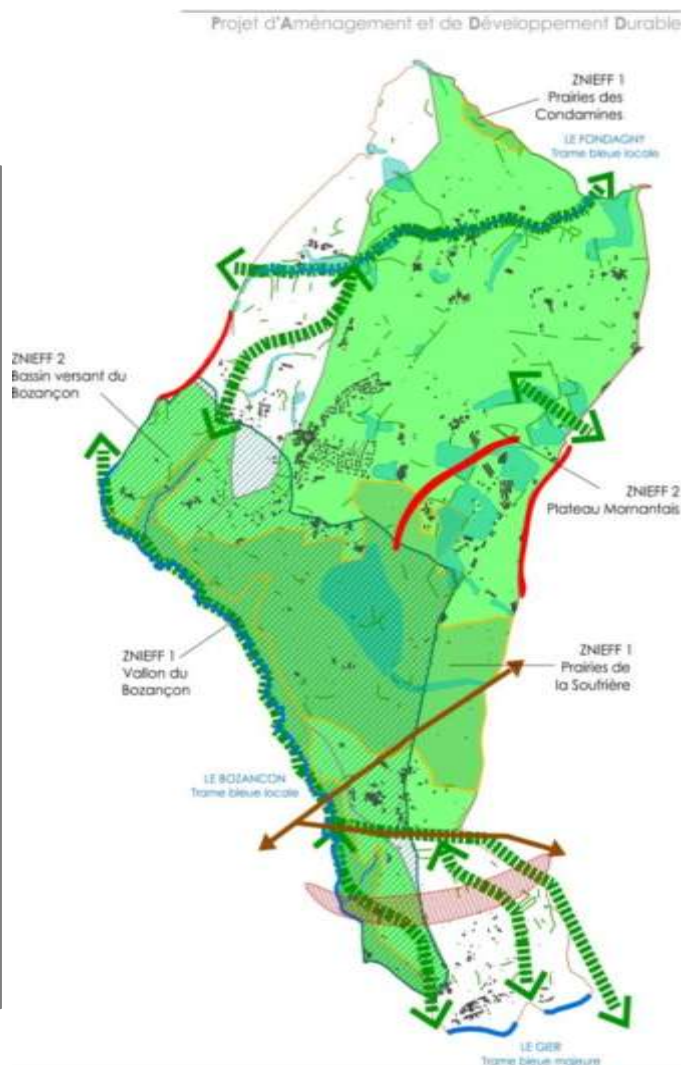 Projet d'Aménagement et de Développement Durable
ZNIEFF 1
Prairies des
Condamines
LE FONDAGNY
Trame bleue locale
ZNIEFF 2
Bassin versant du
Bozançon
ZNIEFF 2
Plateau Mornantais
ZNIEFF 1
Vallon du
Bozançon
ZNIEFF 1
Prairies de
la Soufrière
LE BOZANCON
Trame bleue locale
LE GIER
Trame bleue majeure